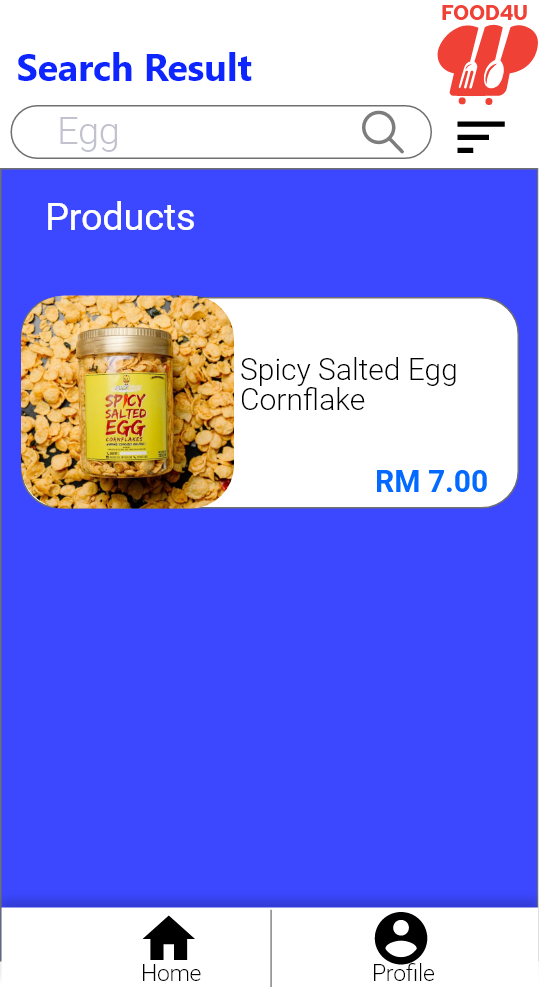 FOOD4U
Search Result
Egg
Products
SPICY
SALTED
EGG
CORNFLAKES
Spicy Salted Egg
Cornflake
RM 7.00
Home
Profile